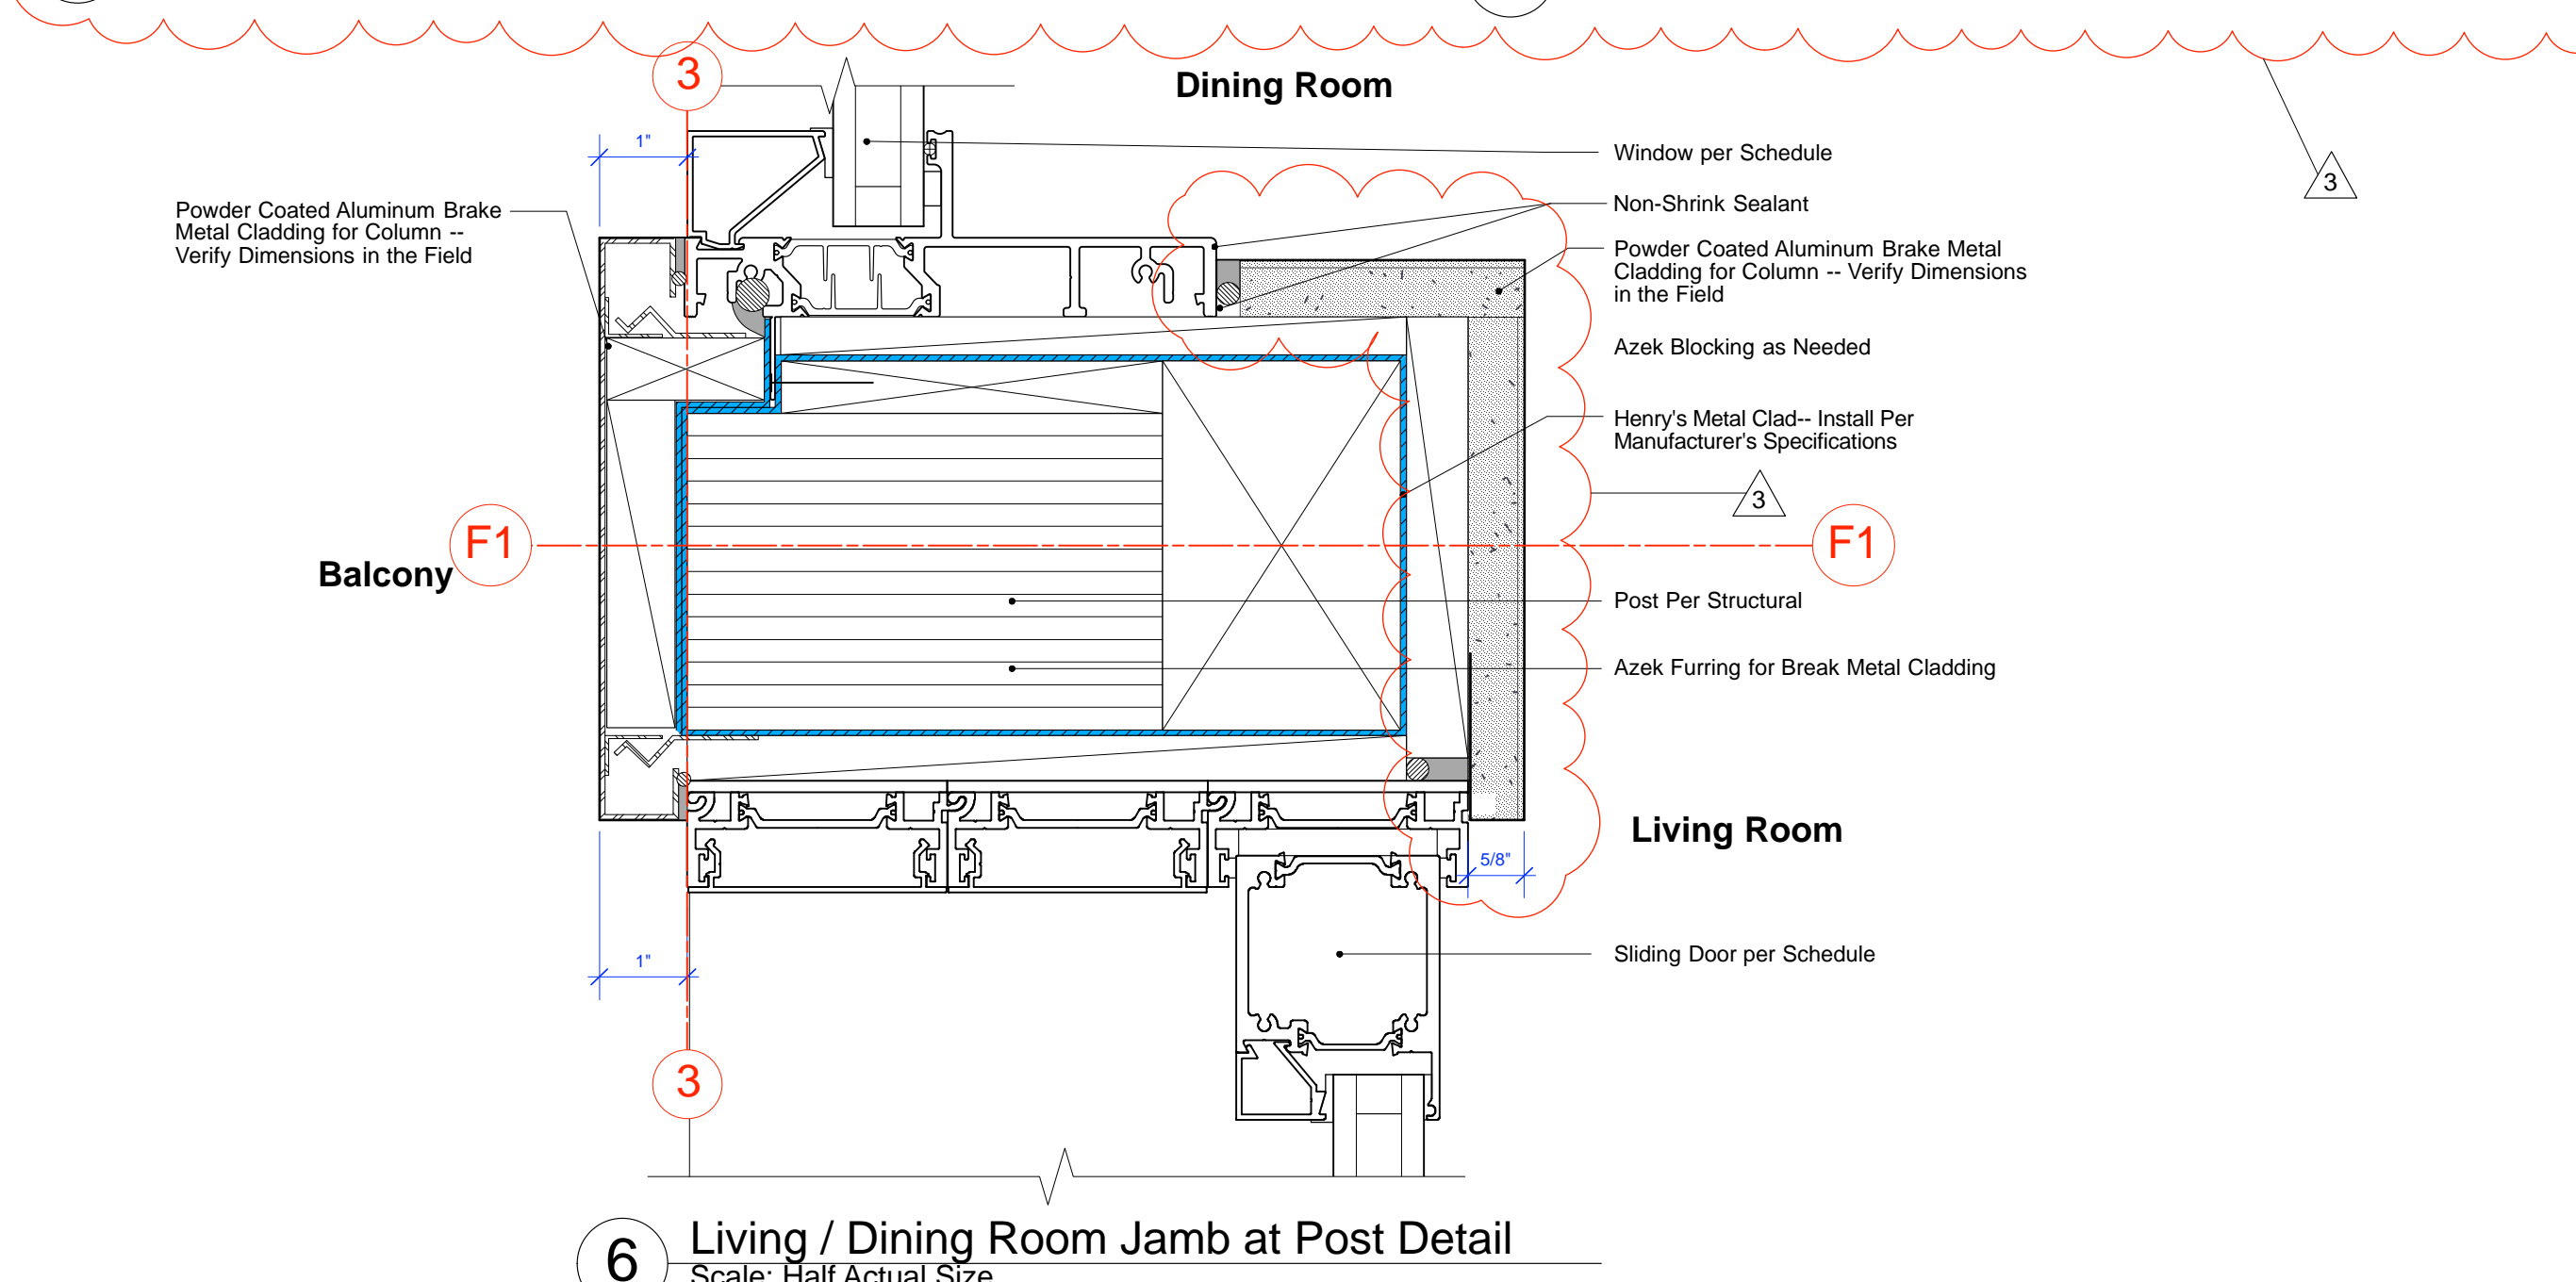 3
Dining Room
1"
Window per Schedule
3
Non-Shrink Sealant
Powder Coated Aluminum Brake
Metal Cladding for Column --
Verify Dimensions in the Field
Powder Coated Aluminum Brake Metal
Cladding for Column -- Verify Dimensions
in the Field
Azek Blocking as Needed
Henry's Metal Clad-- Install Per
Manufacturer's Specifications
3
F1
F1
Balcony
Post Per Structural
Azek Furring for Break Metal Cladding
Living Room
5/8"
Sliding Door per Schedule
1"
3
6
Living / Dining Room Jamb at Post Detail
Scale: Half Actual Size